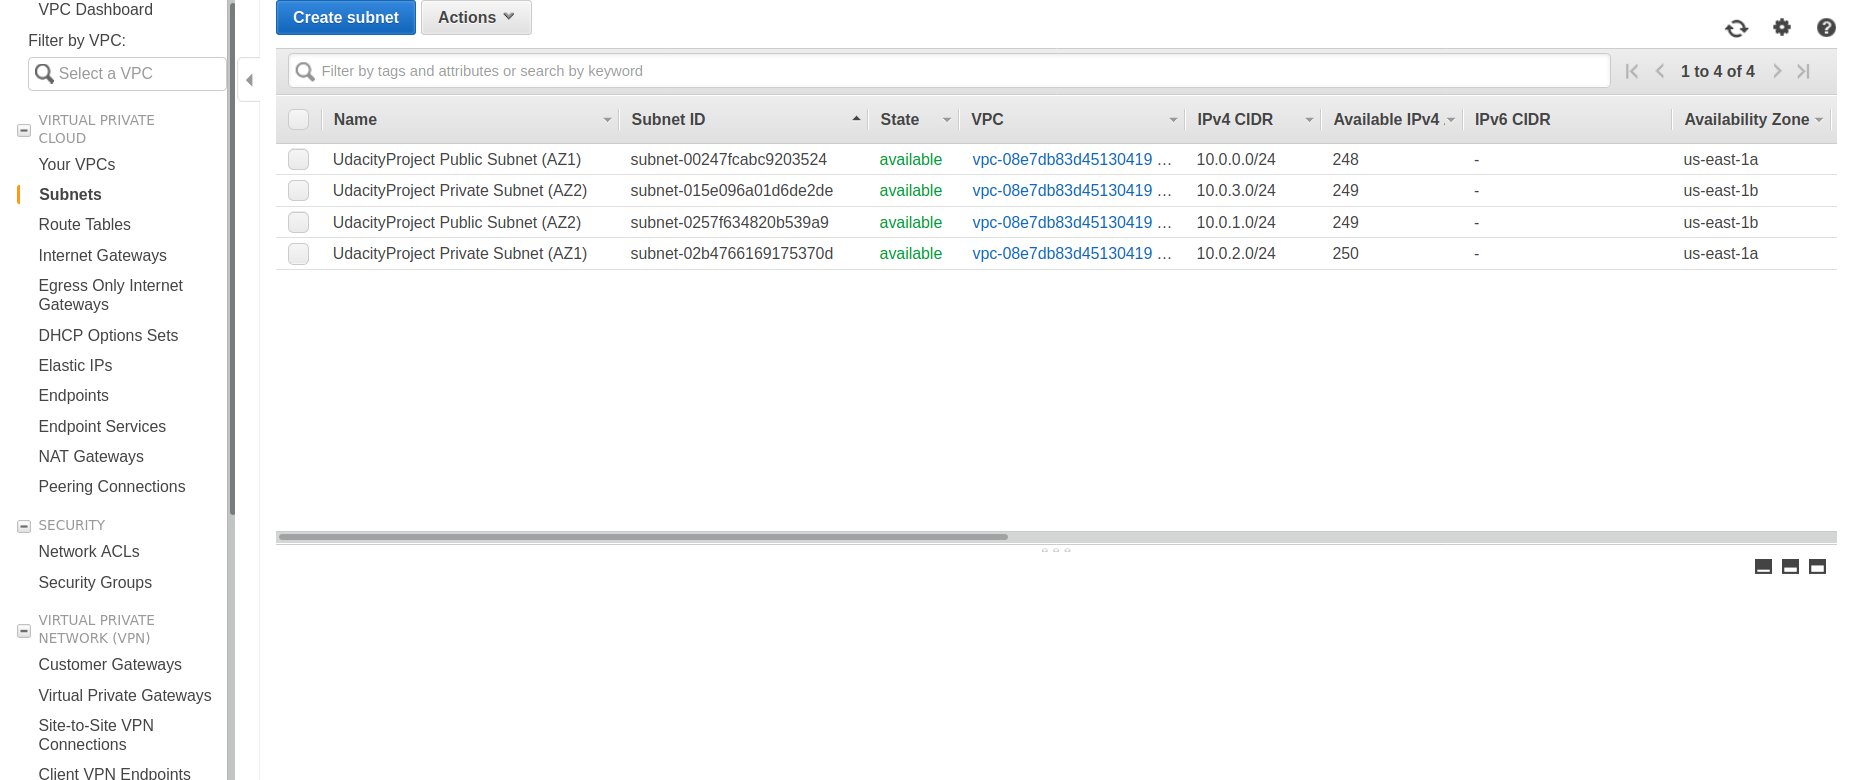 VPC Dashboard
Filter by VPC:
Select a VPC
VIRTUAL PRIVATE
CLOUD
Your VPCs
Subnets
Route Tables
Internet Gateways
Egress Only Internet
Gateways
DHCP Options Sets
Elastic IPs
Endpoints
Endpoint Services
NAT Gateways
Peering Connections
SECURITY
Network ACLs
Security Groups
VIRTUAL PRIVATE
NETWORK (VPN)
Customer Gateways
Virtual Private Gateways
Site-to-Site VPN
Connections
Client VPN Endpoints
Create subnet Actions
Filter by tags and attributes or search by keyword 1 to 4 of 4
Name Subnet ID State VPC IPv4 CIDR Available IPv4 IPv6 CIDR Availability Zone
UdacityProject Public Subnet (AZ1) subnet-00247fcabc9203524 available vpc-08e7db83d45130419 ... 10.0.0.0/24 248 - us-east-1a
UdacityProject Private Subnet (AZ2) subnet-015e096a01d6de2de available vpc-08e7db83d45130419 ... 10.0.3.0/24 249 - us-east-1b
UdacityProject Public Subnet (AZ2) subnet-0257f634820b539a9 available vpc-08e7db83d45130419 ... 10.0.1.0/24 249 - us-east-1b
UdacityProject Private Subnet (AZ1) subnet-02b4766169175370d available vpc-08e7db83d45130419 ... 10.0.2.0/24 250 - us-east-1a